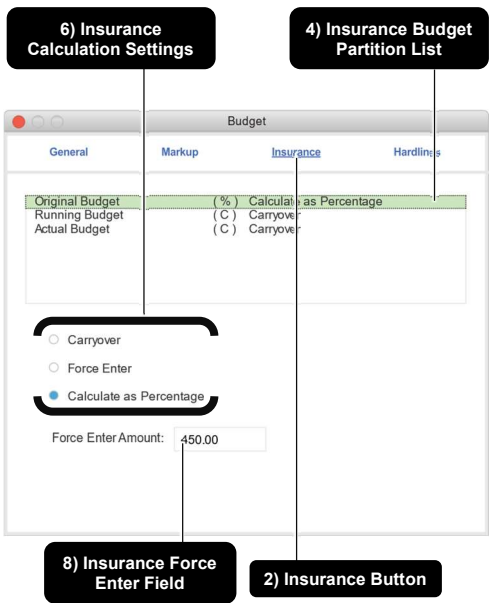 6) Insurance
Calculation Settings
4) Insurance Budget
Partition List
Budget
General Markup Insurance Hardlings
Original Budget ( % ) Calculate as Percentage
Running Budget ( C ) Carryover
Actual Budget ( C ) Carryover
Carryover
Force Enter
Calculate as Percentage
Force Enter Amount: 450.00
8) Insurance Force
Enter Field
2) Insurance Button